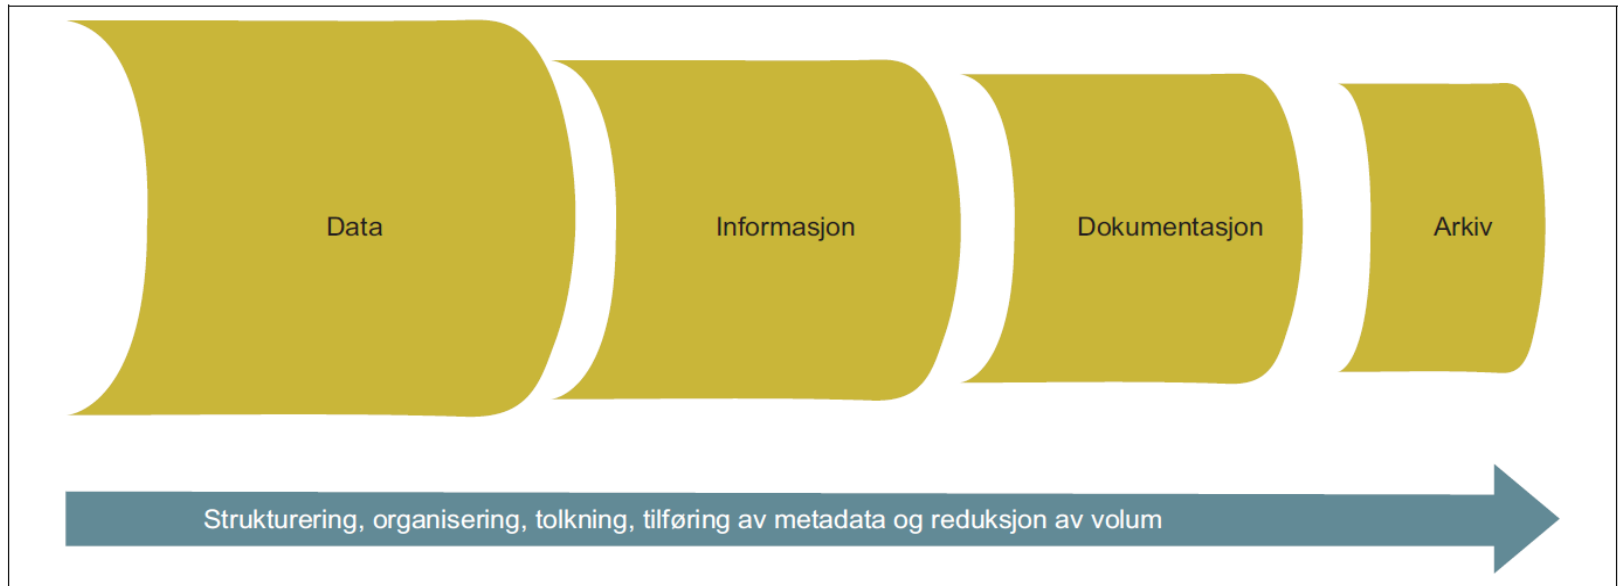 Data
Informasjon
Dokumentasjon
Arkiv
Strukturering, organisering, tolkning, tilføring av metadata og reduksjon av volum